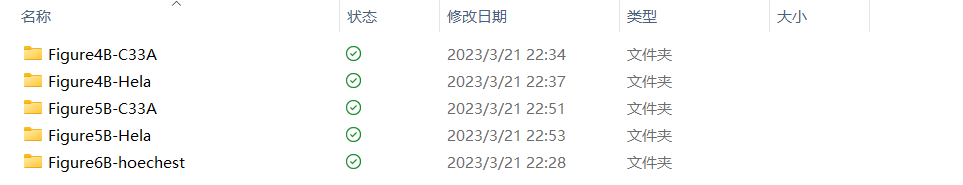 名称 状态 修改日期 类型 大小
Figure4B-C33A 2023/3/21 22:34 文件夹
Figure4B-Hela 2023/3/21 22:37 文件夹
Figure5B-C33A 2023/3/21 22:51 文件夹
Figure5B-Hela 2023/3/21 22:53 文件夹
Figure6B-hoechest 2023/3/21 22:28 文件夹